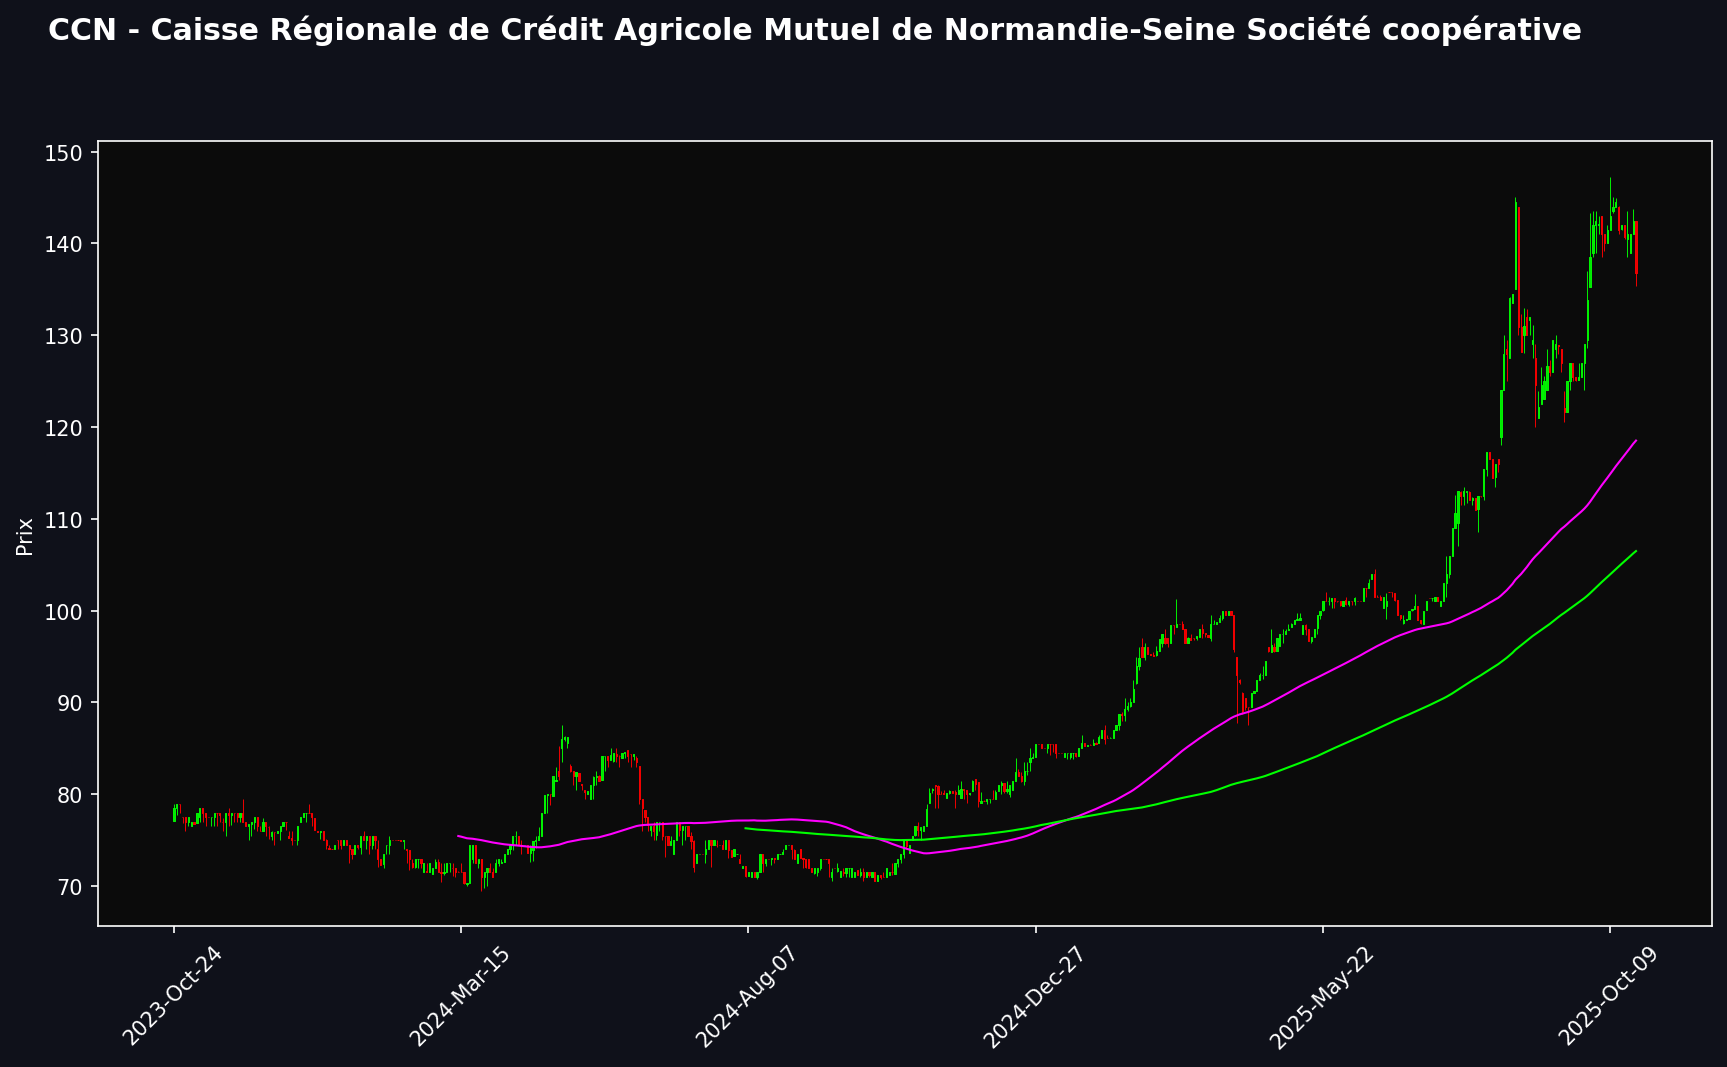 CCN - Caisse Régionale de Crédit Agricole Mutuel de Normandie-Seine Société coopérative
150
140
130
120
110
100
90
80
70
Prix
2023-Oct-24
2024-Mar-15
2024-Aug-07
2024-Dec-27
2025-May-22
2025-Oct-09